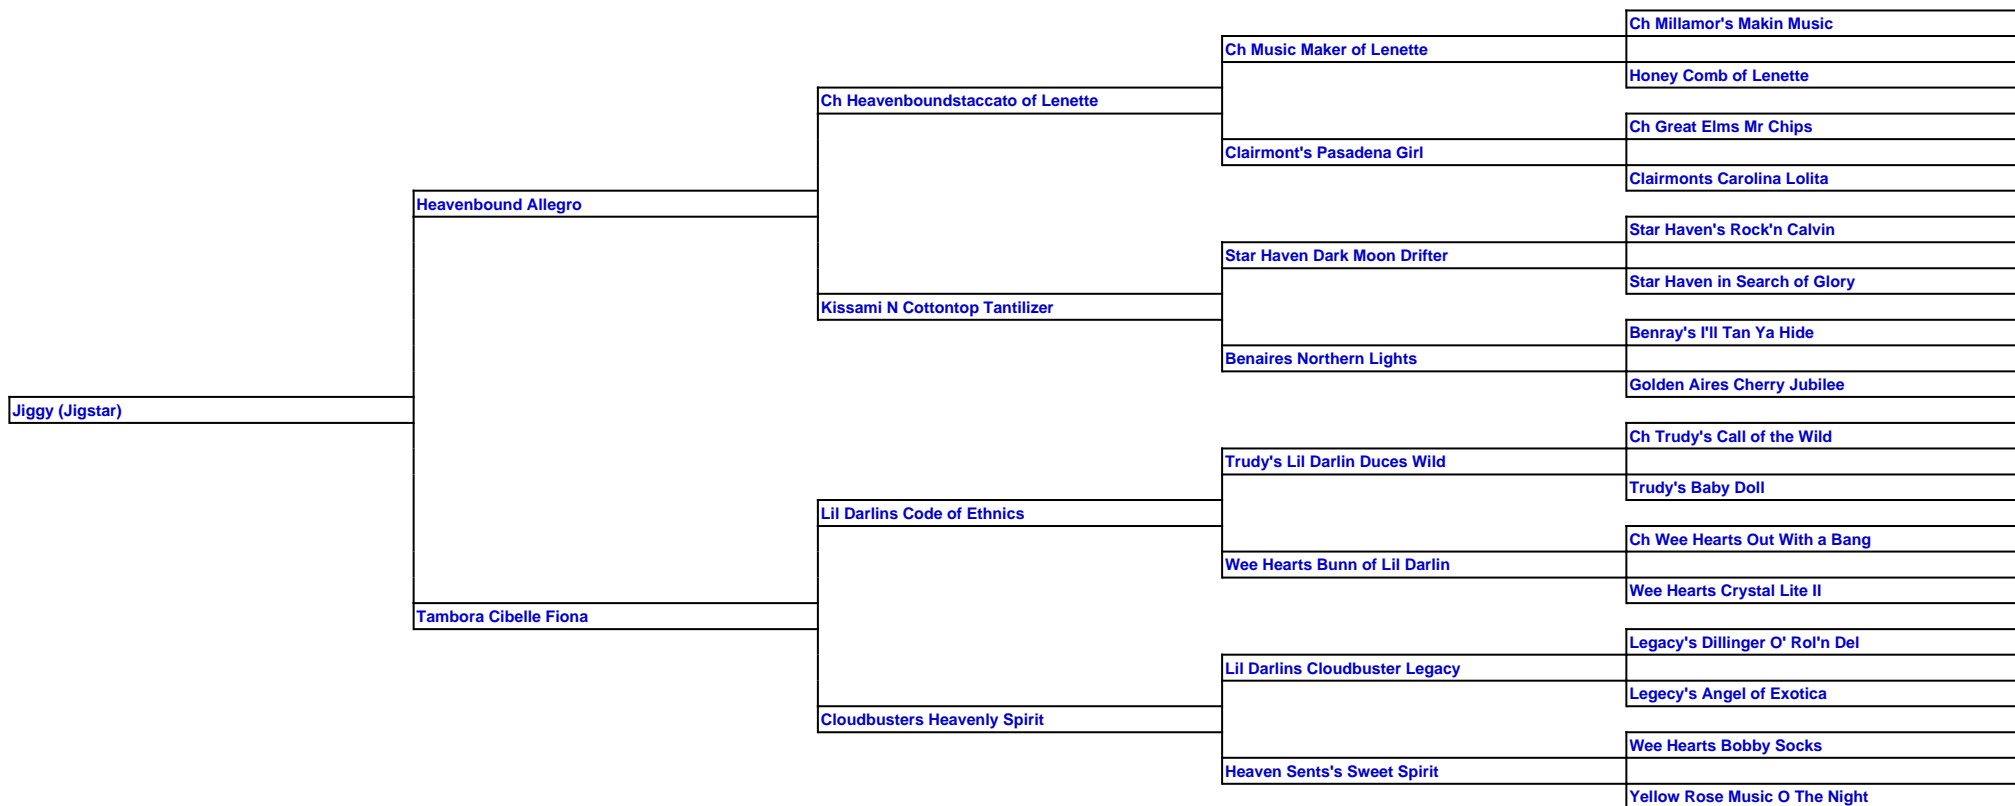 Ch Millamor's Makin Music
Ch Music Maker of Lenette
Honey Comb of Lenette
Ch Heavenboundstaccato of Lenette
Ch Great Elms Mr Chips
Clairmont's Pasadena Girl
Clairmonts Carolina Lolita
Heavenbound Allegro
Star Haven's Rock'n Calvin
Star Haven Dark Moon Drifter
Star Haven in Search of Glory
Kissami N Cottontop Tantilizer
Benray's I'll Tan Ya Hide
Benaires Northern Lights
Golden Aires Cherry Jubilee
Jiggy (Jigstar)
Ch Trudy's Call of the Wild
Trudy's Lil Darlin Duces Wild
Trudy's Baby Doll
Lil Darlins Code of Ethnics
Ch Wee Hearts Out With a Bang
Wee Hearts Bunn of Lil Darlin
Wee Hearts Crystal Lite II
Tambora Cibelle Fiona
Legacy's Dillinger O' Rol'n Del
Lil Darlins Cloudbuster Legacy
Legecy's Angel of Exotica
Cloudbusters Heavenly Spirit
Wee Hearts Bobby Socks
Heaven Sents's Sweet Spirit
Yellow Rose Music O The Night